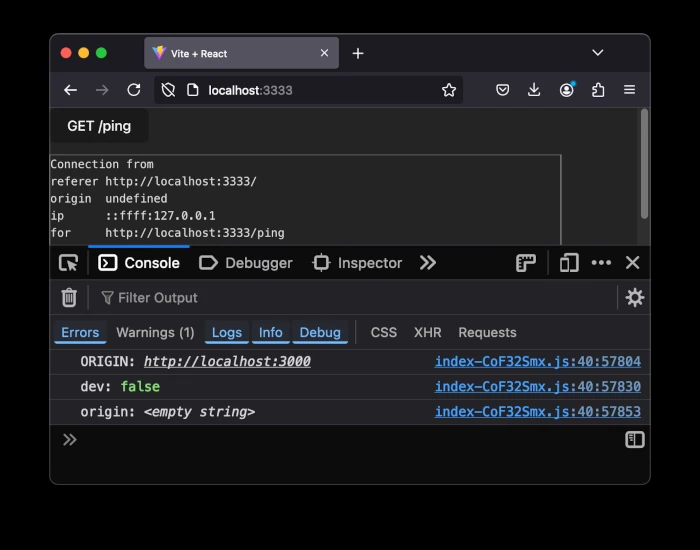 Vite + React
localhost:3333
GET /ping
Connection from
referer http://localhost:3333/
origin undefined
ip ::ffff:127.0.0.1
for http://localhost:3333/ping
Console Debugger Inspector
Filter Output
Errors Warnings (1) Logs Info Debug CSS XHR Requests
ORIGIN: http://localhost:3000 index-CoF32Smx.js:40:57804
dev: false index-CoF32Smx.js:40:57830
origin: <empty string> index-CoF32Smx.js:40:57853